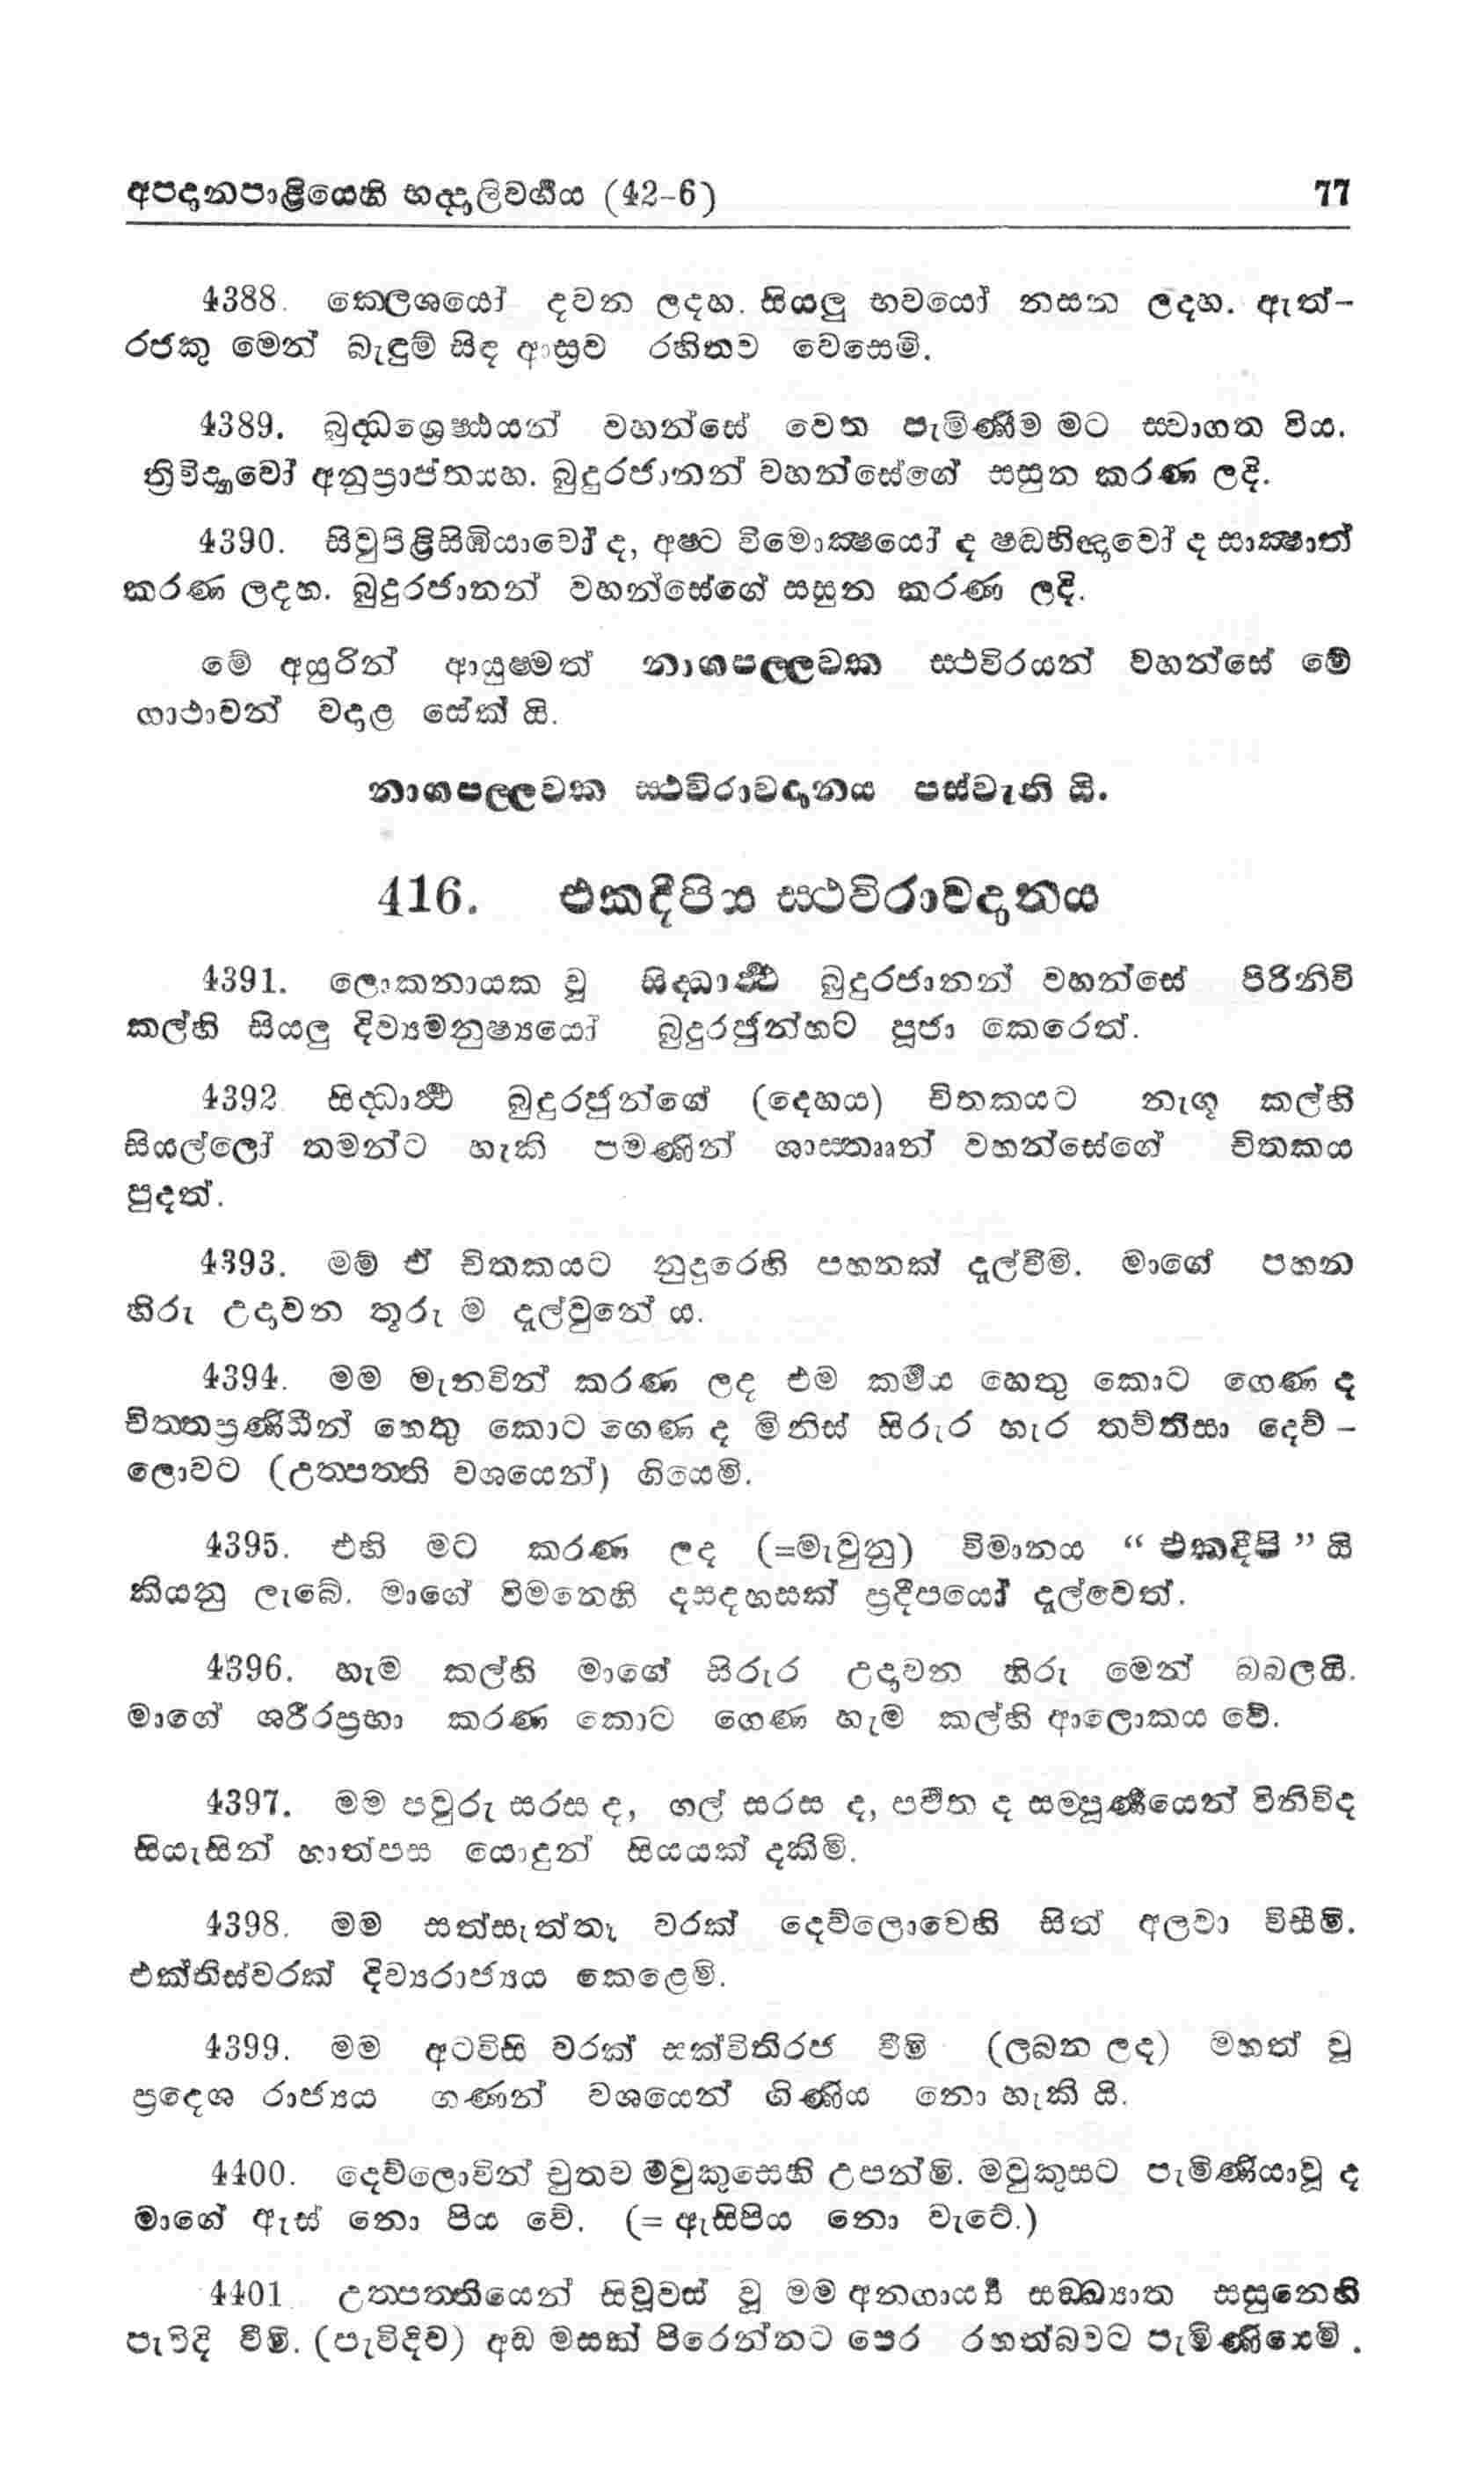 අපදානපාළියෙහි භද්දාලිවර්ගය (42-6) 77
4388. කෙලශයෝ දවන ලදහ. සියලු භවයෝ නසන ලදහ. ඇත්-
රජකු මෙන් බැඳුම් සිඳ ආස්‍රව රහිතව වෙසෙමි.
4389. බුද්ධශ්‍රෙෂ්ඨයන් වහන්සේ වෙත පැමිණීම මට ස්වාගත විය.
ත්‍රිවිද්‍යාවෝ අනුප්‍රාප්තයහ. බුදුරජානන් වහන්සේගේ සසුන කරණ ලදි.
4390. සිවුපිළිසිඹියාවෝ ද, අෂ්ට විමොක්‍ෂයෝ ද ෂඩභිඥාවෝ ද සාක්‍ෂාත්
කරණ ලදහ. බුදුරජානන් වහන්සේගේ සසුන කරණ ලදි.
මේ අයුරින් ආයුෂ්මත් නාගපල්ලවක ස්ථවිරයන් වහන්සේ මේ
ගාථාවන් වදාළ සේක් යි.
නාගපල්ලවක ස්ථවිරාවදානය පස්වැනි යි.
416. එකදීපිය ස්ථවිරාවදානය
4391. ලොකනායක වූ සිද්ධාර්ත්‍ථ බුදුරජානන් වහන්සේ පිරිනිවි
කල්හි සියලු දිව්‍යමනුෂ්‍යයෝ බුදුරජුන්හට පූජා කෙරෙත්.
4392 සිද්ධාර්ත්‍ථ බුදුරජුන්ගේ (දෙහය) චිතකයට නැගූ කල්හි
සියල්ලෝ තමන්ට හැකි පමණින් ශාස්තෲන් වහන්සේගේ චිතකය
පුදත්.
4393. මම් ඒ චිතකයට නුදුරෙහි පහනක් දැල්වීමි. මාගේ පහන
හිරු උදාවන තුරු ම දැල්වුනේ ය.
4394. මම මැනවින් කරණ ලද එම කර්මය හෙතු කොට ගෙණ ද
චිත්තප්‍රණිධීන් හෙතු කොට ගෙණ ද මිනිස් සිරුර හැර තව්තිසා දෙව්-
ලොවට (උත්පත්ති වශයෙන්) ගියෙමි.
4395. එහි මට කරණ ලද (=මැවුනු) විමානය “ එකදීපි ” යි
කියනු ලැබේ. මාගේ විමනෙහි දසදහසක් ප්‍රදීපයෝ දැල්වෙත්.
4396. හැම කල්හි මාගේ සිරුර උදාවන හිරු මෙන් බබලයි.
මාගේ ශරීරප්‍රභා කරණ කොට ගෙණ හැම කල්හි ආලොකය වේ.
4397. මම පවුරු සරස ද, ගල් සරස ද, පර්වත ද සම්පූර්ණයෙන් විනිවිද
සියැසින් හාත්පස යොදුන් සියයක් දකිමි.
4398. මම සත්සැත්තෑ වරක් දෙව්ලොවෙහි සිත් අලවා විසීමි.
එක්තිස්වරක් දිව්‍යරාජ්‍යය කෙළෙමි.
4399. මම අටවිසි වරක් සක්විතිරජ වීමි (ලබන ලද) මහත් වූ
ප්‍රදෙශ රාජ්‍යය ගණන් වශයෙන් ගිණිය නො හැකි යි.
4400. දෙව්ලොවින් චුතව මවුකුසෙහි උපන්මි. මවුකුසට පැමිණියාවූ ද
මාගේ ඇස් නො පිය වේ. (= ඇසිපිය නො වැටේ.)
4401 උත්පත්තියෙන් සිවූවස් වූ මම අනගාර්‍ය්‍ය සඞ්ඛ්‍යාත සසුනෙහි
පැවිදි වීමි. (පැවිදිව) අඩ මසක් පිරෙන්නට පෙර රහත්බවට පැමිණියෙමි.